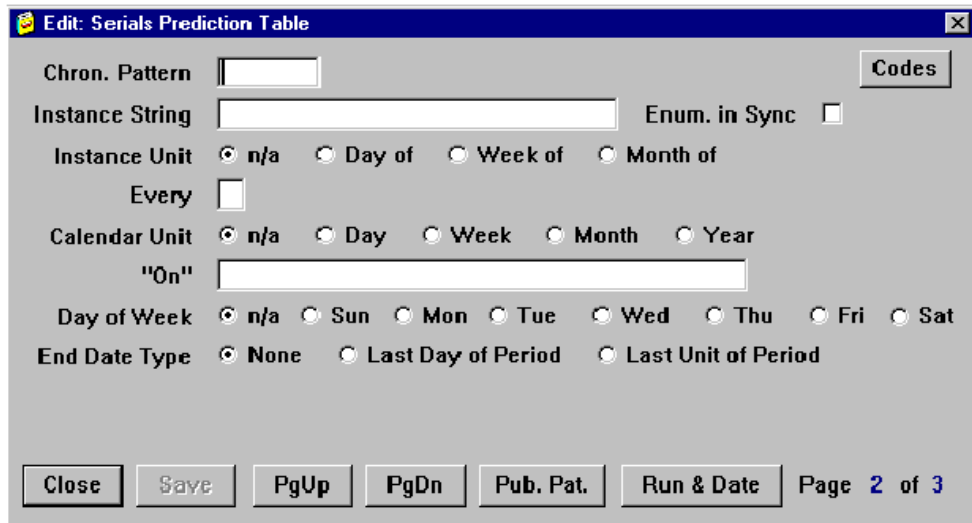 Edit: Serials Prediction Table
Chron. Pattern Codes
Instance String Enum. in Sync
Instance Unit n/a Day of Week of Month of
Every
Calendar Unit n/a Day Week Month Year
"On"
Day of Week n/a Sun Mon Tue Wed Thu Fri Sat
End Date Type None Last Day of Period Last Unit of Period
Close Save PgUp PgDn Pub. Pat. Run & Date Page 2 of 3